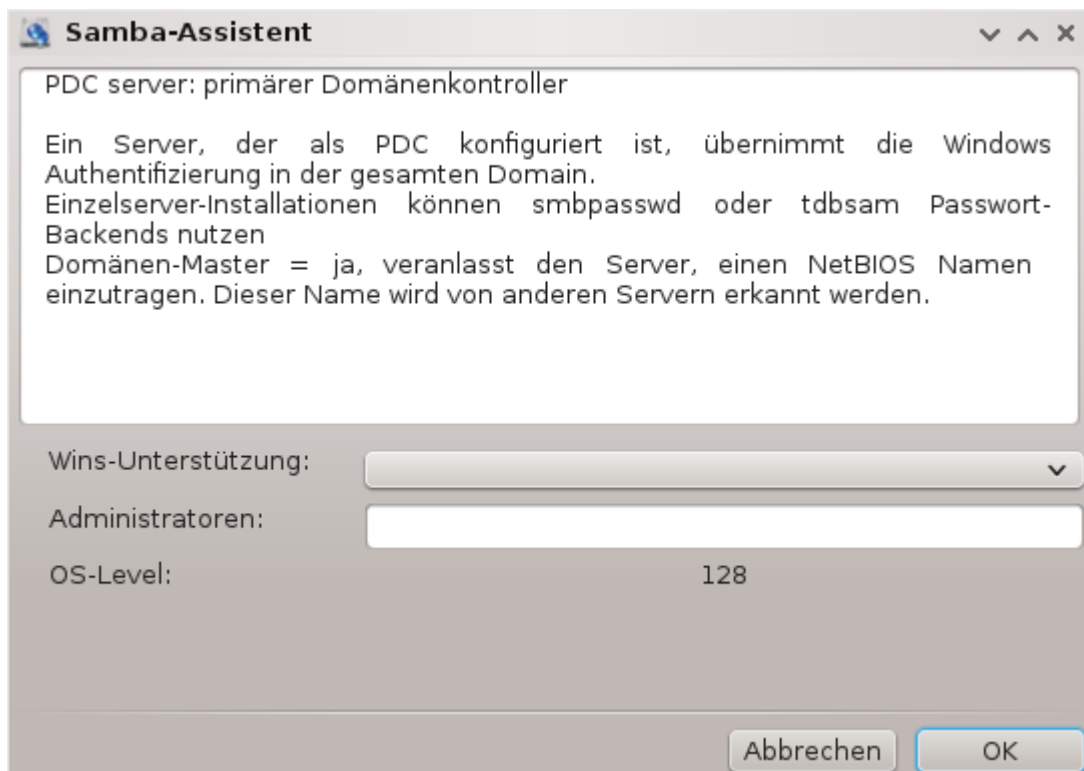 Samba-Assistent
PDC server: primärer Domänenkontroller
Ein Server, der als PDC konfiguriert ist, übernimmt die Windows
Authentifizierung in der gesamten Domain.
Einzelserver-Installationen können smbpasswd oder tdbsam Passwort-
Backends nutzen
Domänen-Master = ja, veranlasst den Server, einen NetBIOS Namen
einzutragen. Dieser Name wird von anderen Servern erkannt werden.
Wins-Unterstützung:
Administratoren:
OS-Level: 128
Abbrechen OK